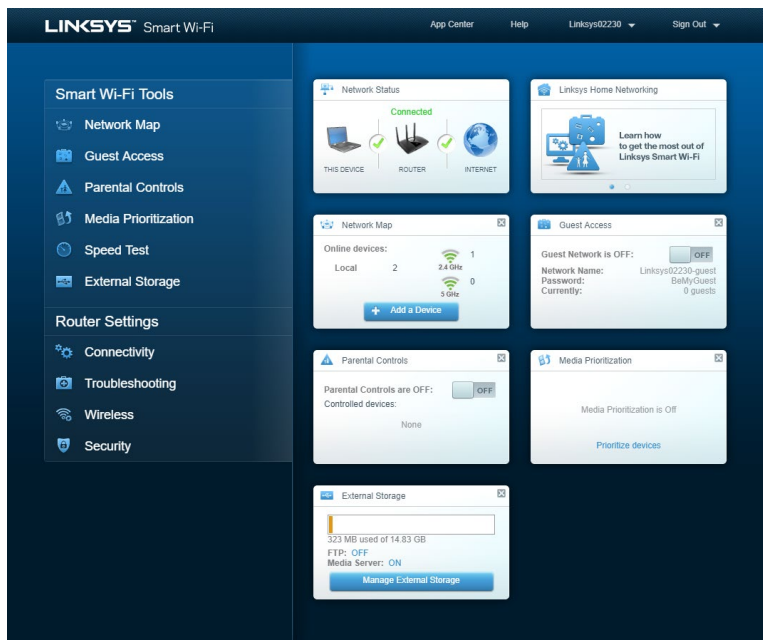 LINKSYS™ Smart Wi-Fi
App Center
Help
Linksys02230
Sign Out
Smart Wi-Fi Tools
Network Map
Guest Access
Parental Controls
Media Prioritization
Speed Test
External Storage
Router Settings
Connectivity
Troubleshooting
Wireless
Security
Network Status
Connected
THIS DEVICE
ROUTER
INTERNET
Linksys Home Networking
Learn how
to get the most out of
Linksys Smart Wi-Fi
Network Map
Online devices:
Local 2
1
2.4 GHz
0
5 GHz
+ Add a Device
Guest Access
Guest Network is OFF: OFF
Network Name: Linksys02230-guest
Password: BeMyGuest
Currently: 0 guests
Parental Controls
Parental Controls are OFF: OFF
Controlled devices:
None
Media Prioritization
Media Prioritization is Off
Prioritize devices
External Storage
323 MB used of 14.83 GB
FTP: OFF
Media Server: ON
Manage External Storage